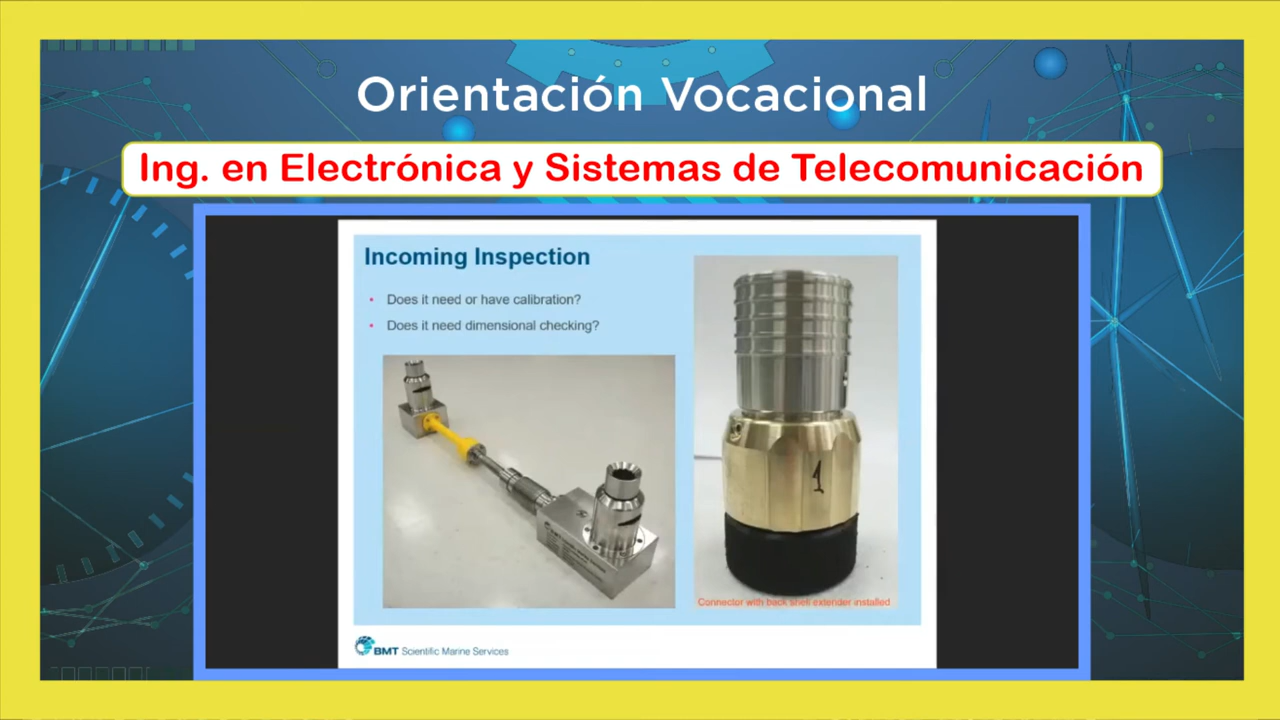 Orientación Vocacional
Ing. en Electrónica y Sistemas de Telecomunicación
Incoming Inspection
• Does it need or have calibration?
• Does it need dimensional checking?
1
Connector with back shell extender installed
BMT Scientific Marine Services